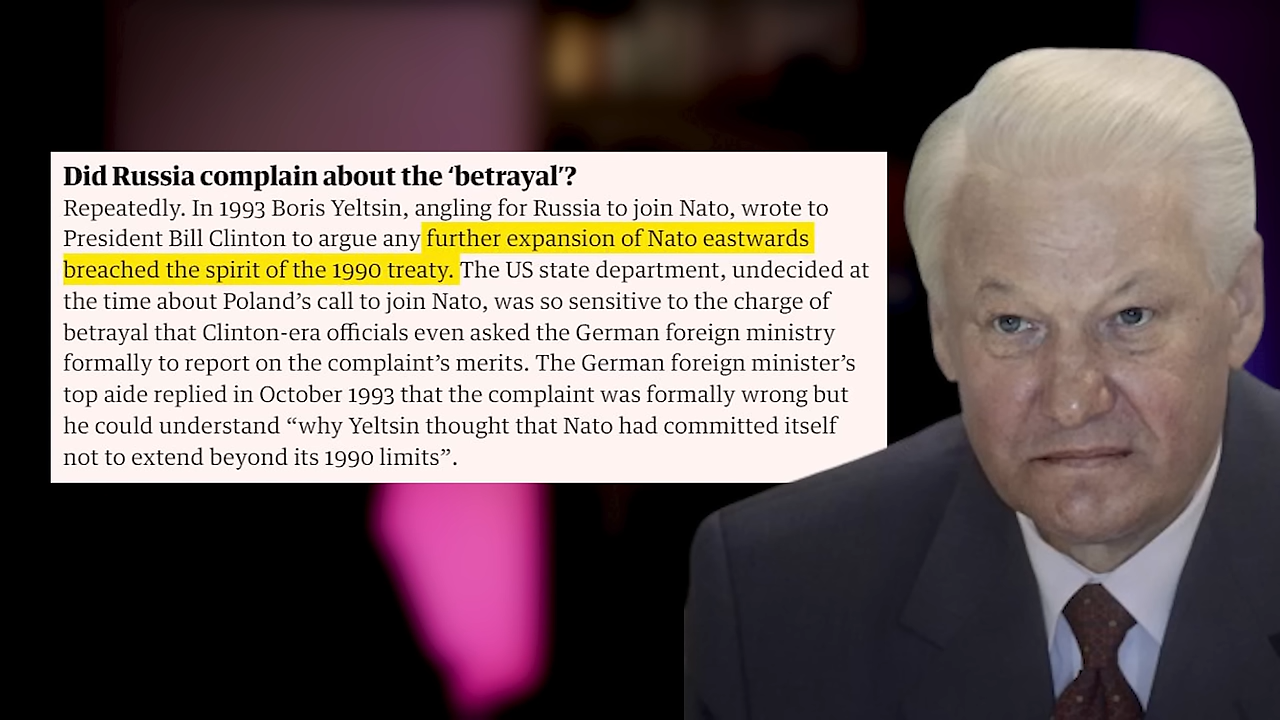 Did Russia complain about the ‘betrayal’?
Repeatedly. In 1993 Boris Yeltsin, angling for Russia to join Nato, wrote to
President Bill Clinton to argue any further expansion of Nato eastwards
breached the spirit of the 1990 treaty. The US state department, undecided at
the time about Poland’s call to join Nato, was so sensitive to the charge of
betrayal that Clinton-era officials even asked the German foreign ministry
formally to report on the complaint’s merits. The German foreign minister’s
top aide replied in October 1993 that the complaint was formally wrong but
he could understand “why Yeltsin thought that Nato had committed itself
not to extend beyond its 1990 limits”.